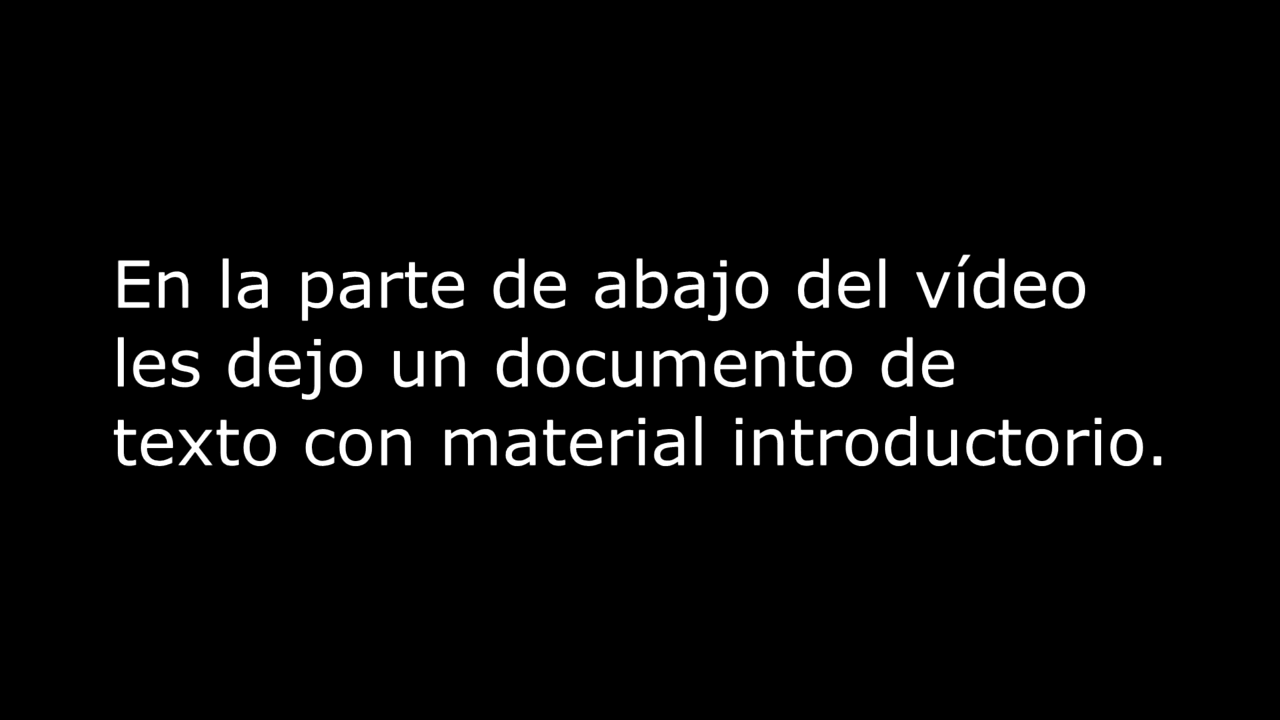 En la parte de abajo del vídeo
les dejo un documento de
texto con material introductorio.